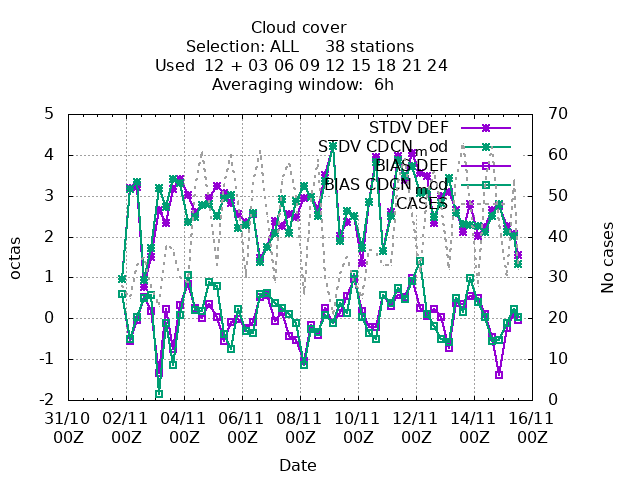 Cloud cover
Selection: ALL 38 stations
Used 12 + 03 06 09 12 15 18 21 24
Averaging window: 6h
5 70
STDV DEF
STDV CDCN_mod
4 60
BIAS DEF
BIAS CDCN_mod
3 50
CASES
2 40
octas
No cases
1 30
0 20
-1 10
-2 0
31/10 02/11 04/11 06/11 08/11 10/11 12/11 14/11 16/11
00Z 00Z 00Z 00Z 00Z 00Z 00Z 00Z 00Z
Date